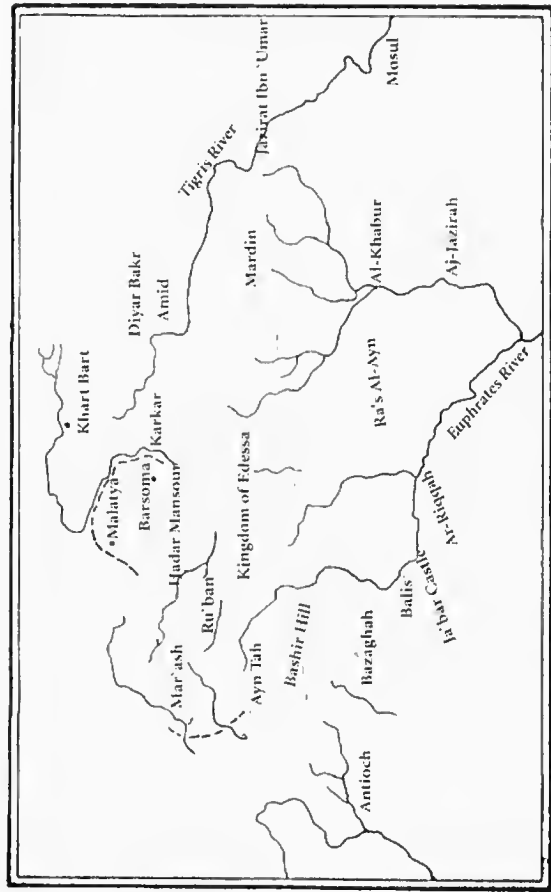 Khart Bart
Diyar Bakr
Amid
Tigris River
Jazirat Ibn 'Umar
Mosul
Malatya
Barsoma
Karkar
Hadar Mansour
Mar'ash
Ru'ban
Kingdom of Edessa
Mardin
Ayn Tab
Bashir Hill
Ra's Al-Ayn
Al-Khabur
Aj-Jazirah
Antioch
Bazaghah
Balis
Ja'bar Castle
Ar-Riqqah
Euphrates River